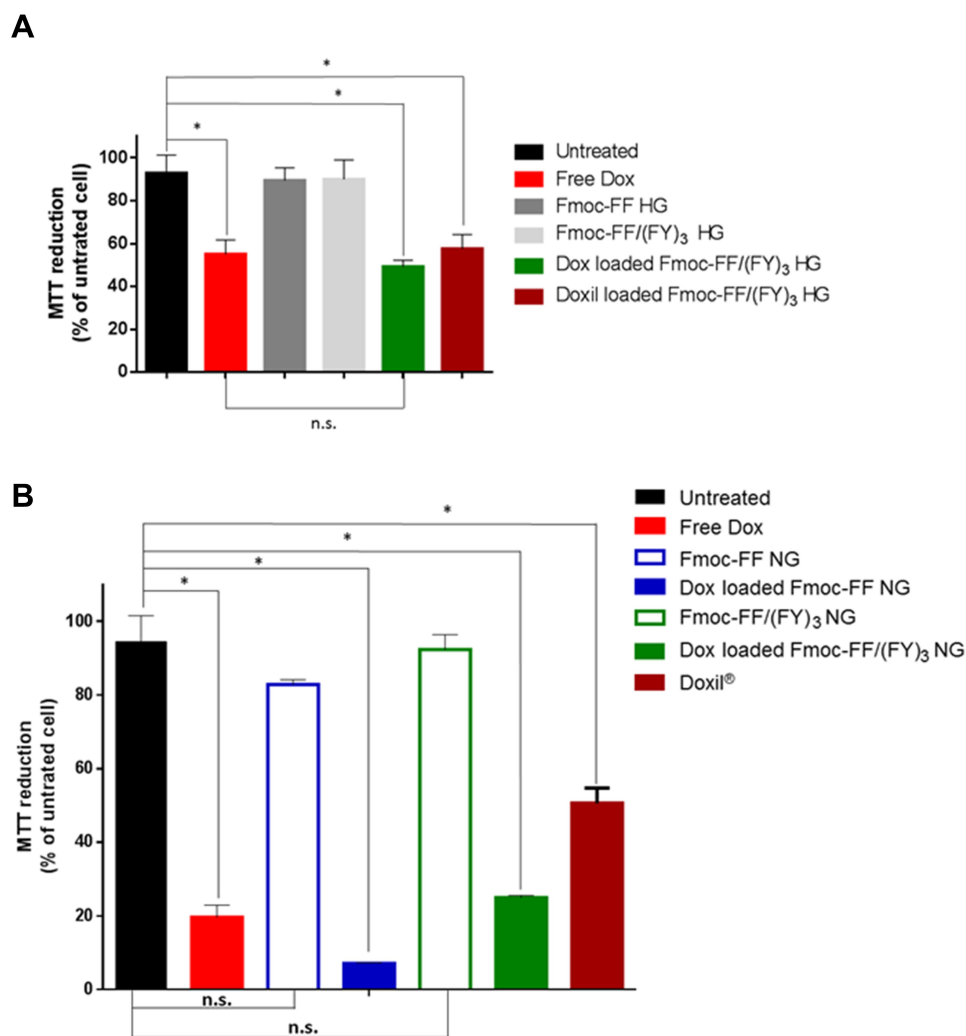 A
*
*
*
MTT reduction
(% of untreated cell)
100
80
60
40
20
0
n.s.
Untreated
Free Dox
Fmoc-FF HG
Fmoc-FF/(FY)₃ HG
Dox loaded Fmoc-FF/(FY)₃ HG
Doxil loaded Fmoc-FF/(FY)₃ HG
B
*
*
*
*
MTT reduction
(% of untrated cell)
100
80
60
40
20
0
n.s.
n.s.
Untreated
Free Dox
Fmoc-FF NG
Dox loaded Fmoc-FF NG
Fmoc-FF/(FY)₃ NG
Dox loaded Fmoc-FF/(FY)₃ NG
Doxil®